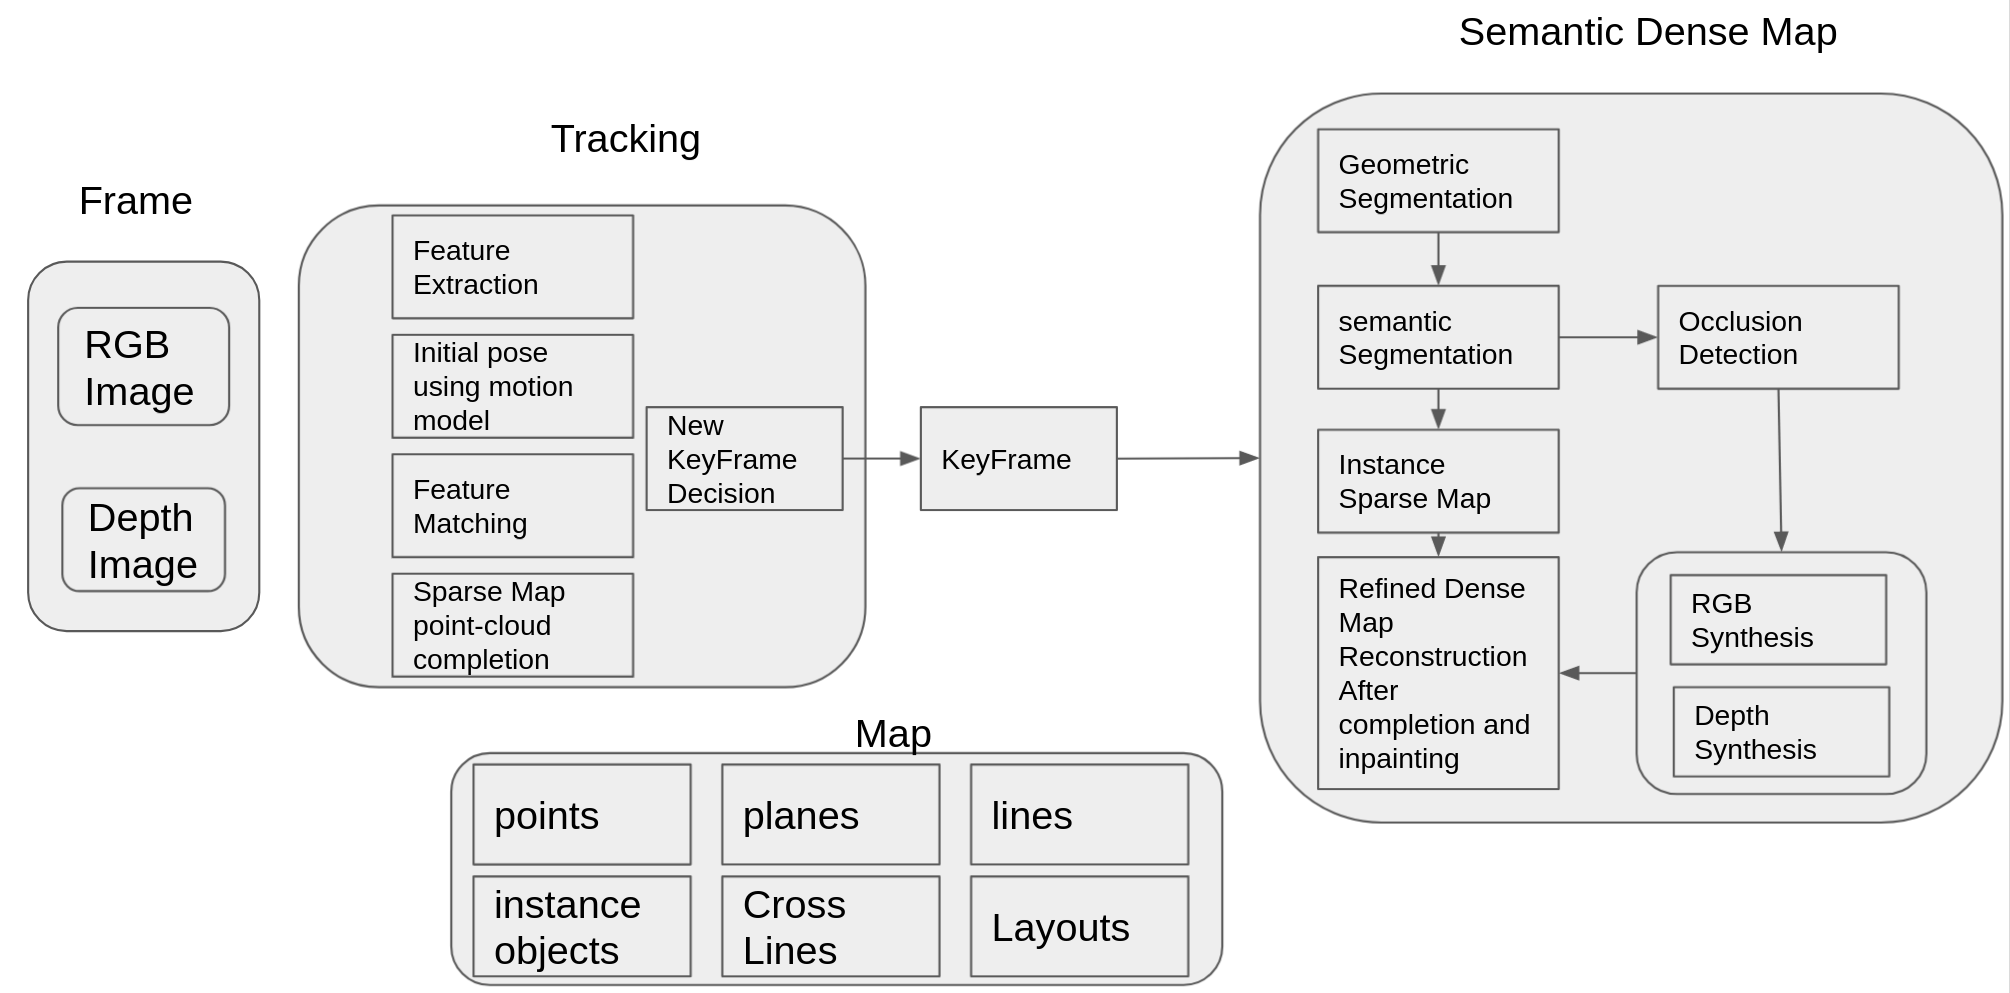 Semantic Dense Map
Tracking
Frame
RGB
Image
Depth
Image
Feature
Extraction
Initial pose
using motion
model
Feature
Matching
Sparse Map
point-cloud
completion
New
KeyFrame
Decision
KeyFrame
Geometric
Segmentation
semantic
Segmentation
Instance
Sparse Map
Refined Dense
Map
Reconstruction
After
completion and
inpainting
Occlusion
Detection
RGB
Synthesis
Depth
Synthesis
Map
points
planes
lines
instance
objects
Cross
Lines
Layouts